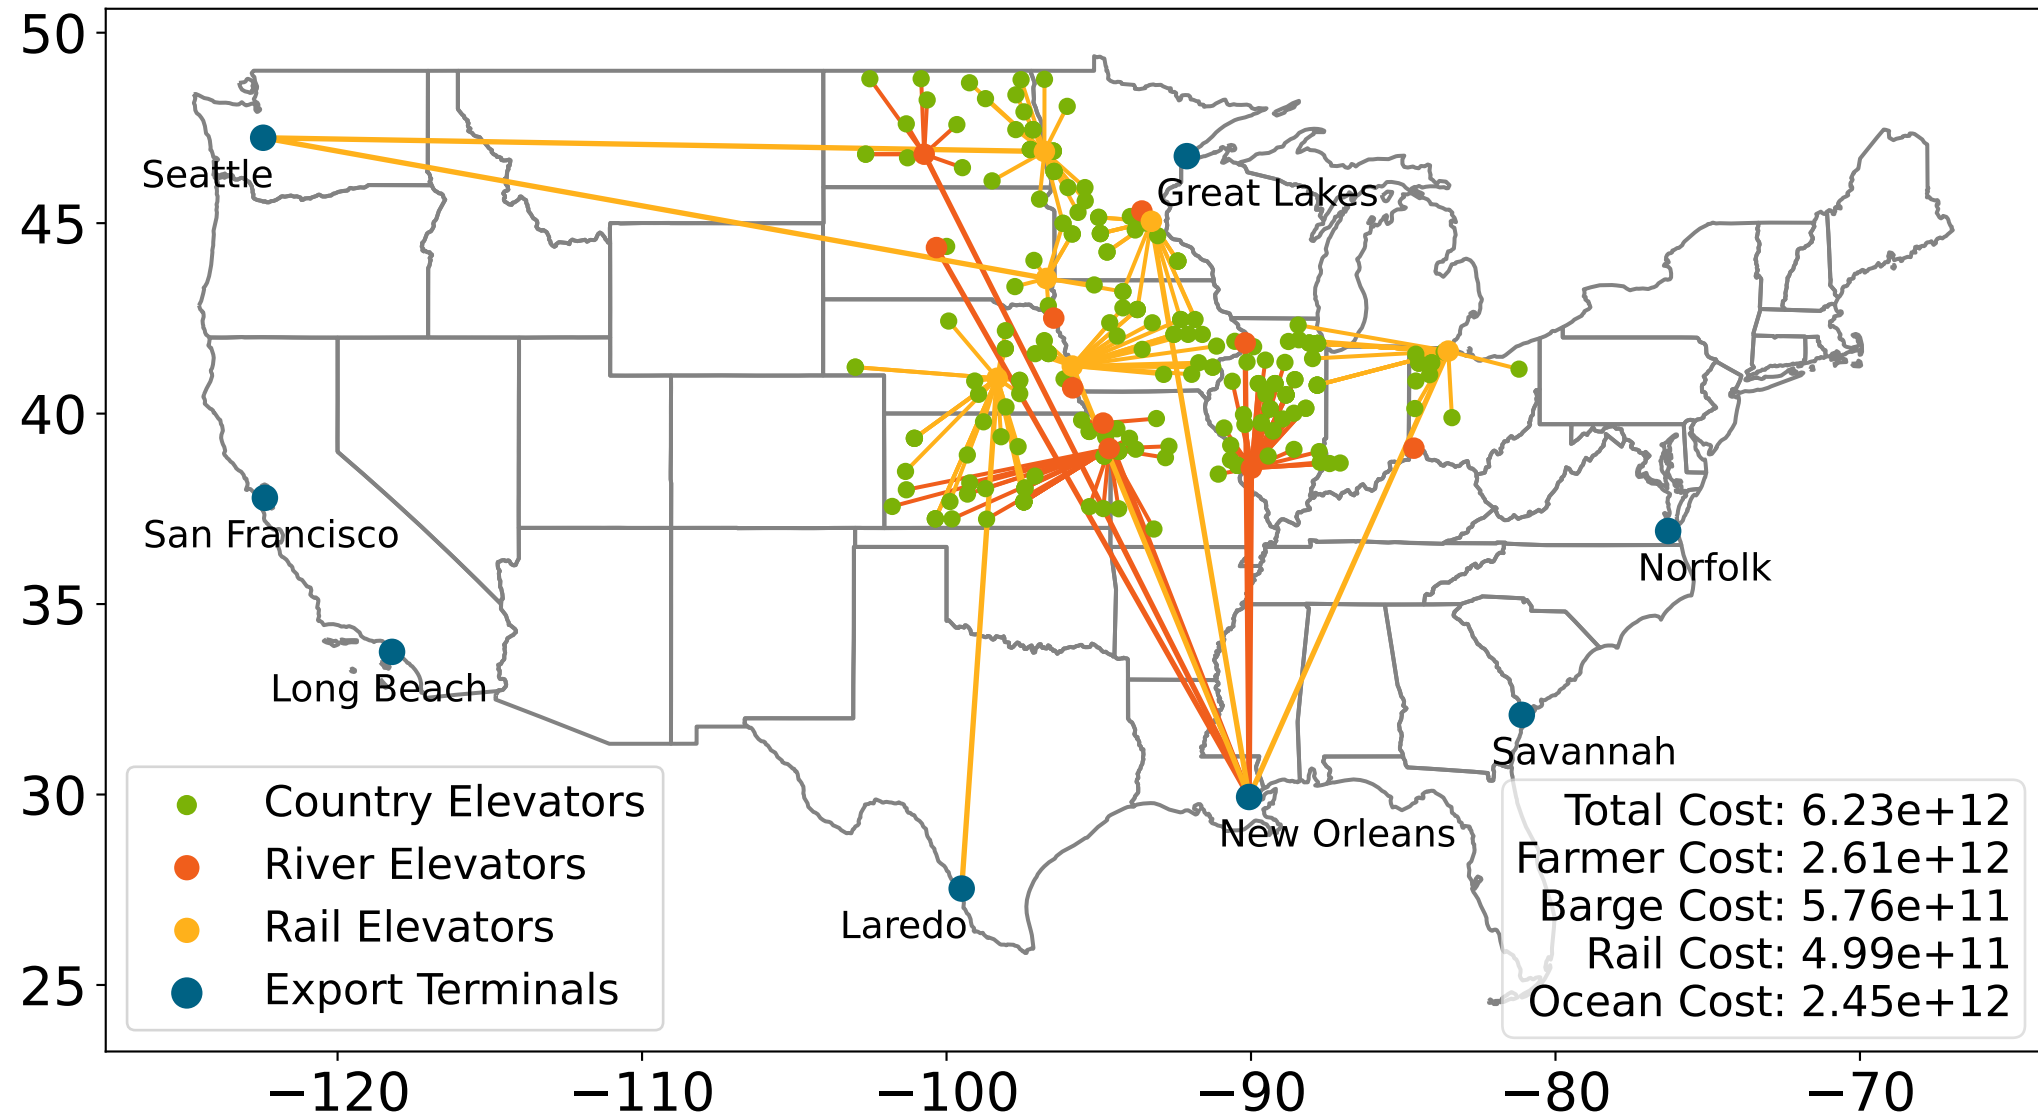 50
45
40
35
30
25
−120
−110
−100
−90
−80
−70
Seattle
Great Lakes
San Francisco
Norfolk
Long Beach
Savannah
New Orleans
Laredo
Country Elevators
River Elevators
Rail Elevators
Export Terminals
Total Cost: 6.23e+12
Farmer Cost: 2.61e+12
Barge Cost: 5.76e+11
Rail Cost: 4.99e+11
Ocean Cost: 2.45e+12